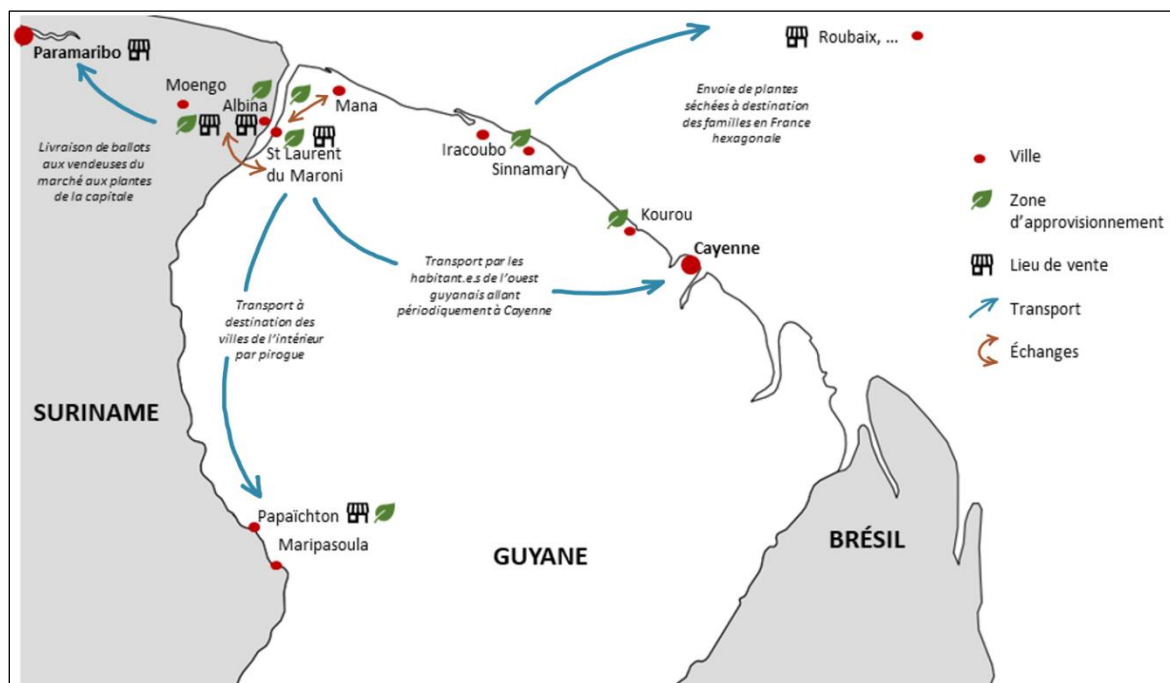 Paramaribo
Moengo
Albina
Mana
St Laurent
du Maroni
Livraison de ballots
aux vendeuses du
marché aux plantes
de la capitale
Iracoubo
Sinnamary
Kourou
Cayenne
Roubaix, ...
Envoie de plantes
séchées à destination
des familles en France
hexagonale
Transport par les
habitant.e.s de l'ouest
guyanais allant
périodiquement à Cayenne
Transport à
destination des
villes de l'intérieur
par pirogue
SURINAME
Papaïchton
Maripasoula
GUYANE
BRÉSIL
Ville
Zone
d'approvisionnement
Lieu de vente
Transport
Échanges